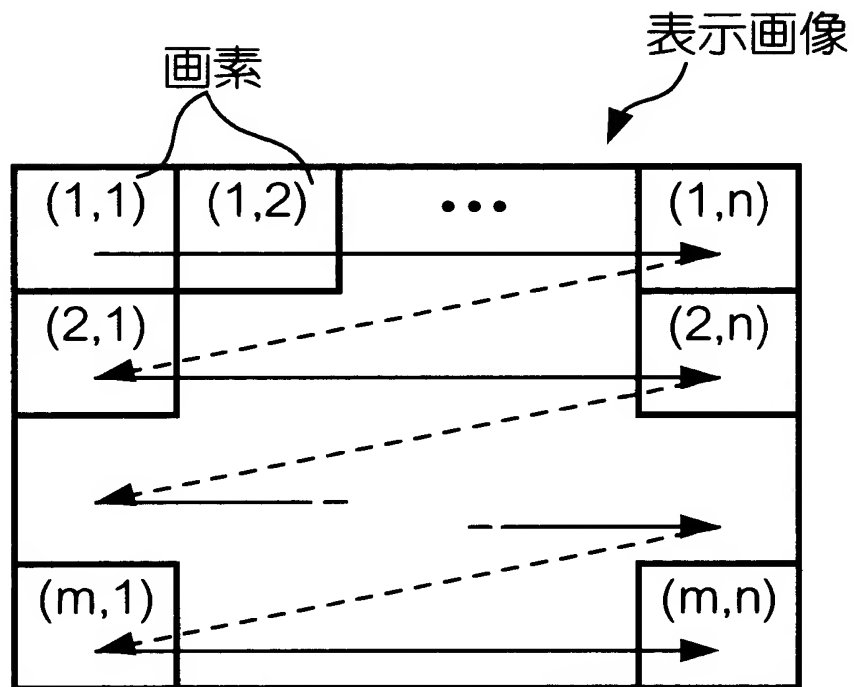 表示画像
画素
(1,1) (1,2) ••• (1,n)
(2,1) (2,n)
(m,1) (m,n)